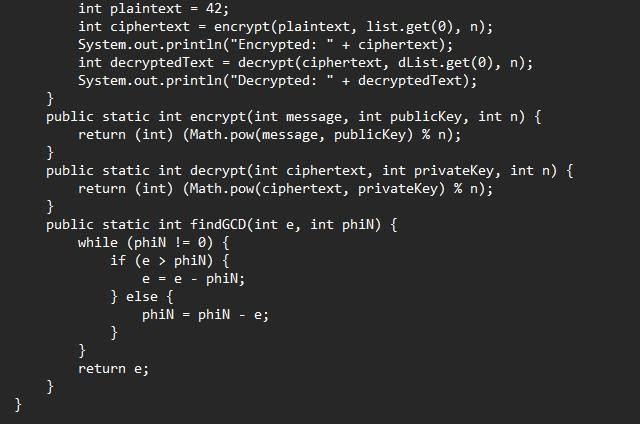 int plaintext = 42;
        int ciphertext = encrypt(plaintext, list.get(0), n);
        System.out.println("Encrypted: " + ciphertext);
        int decryptedText = decrypt(ciphertext, dList.get(0), n);
        System.out.println("Decrypted: " + decryptedText);
    }
    public static int encrypt(int message, int publicKey, int n) {
        return (int) (Math.pow(message, publicKey) % n);
    }
    public static int decrypt(int ciphertext, int privateKey, int n) {
        return (int) (Math.pow(ciphertext, privateKey) % n);
    }
    public static int findGCD(int e, int phiN) {
        while (phiN != 0) {
            if (e > phiN) {
                e = e - phiN;
            } else {
                phiN = phiN - e;
            }
        }
        return e;
    }
}